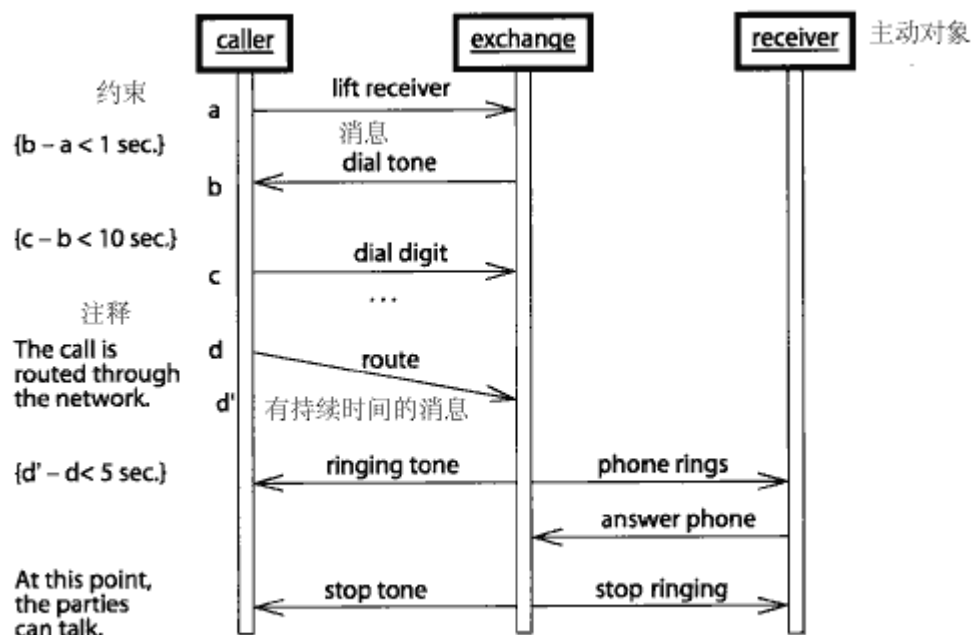 caller
exchange
receiver
主动对象
约束
a
lift receiver
{b – a < 1 sec.}
消息
dial tone
b
{c – b < 10 sec.}
dial digit
c
...
注释
The call is
routed through
the network.
d
route
d'
有持续时间的消息
{d' – d< 5 sec.}
ringing tone
phone rings
answer phone
At this point,
the parties
can talk.
stop tone
stop ringing